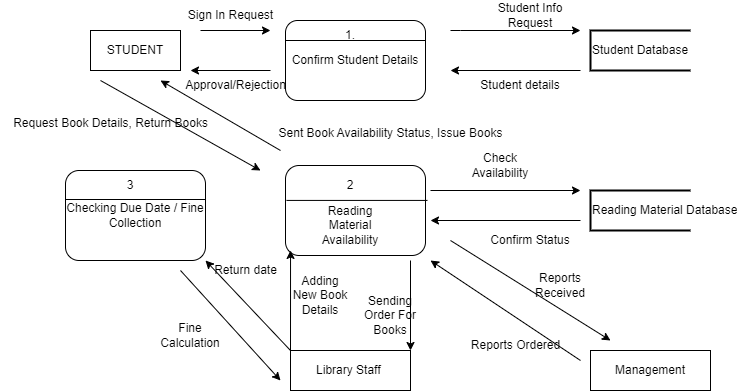 Sign In Request
Student Info
Request
STUDENT
1.
Confirm Student Details
Student Database
Approval/Rejection
Student details
Request Book Details, Return Books
Sent Book Availability Status, Issue Books
Check
Availability
3
Checking Due Date / Fine
Collection
2
Reading
Material
Availability
Reading Material Database
Confirm Status
Return date
Adding
New Book
Details
Sending
Order For
Books
Reports
Received
Fine
Calculation
Reports Ordered
Library Staff
Management